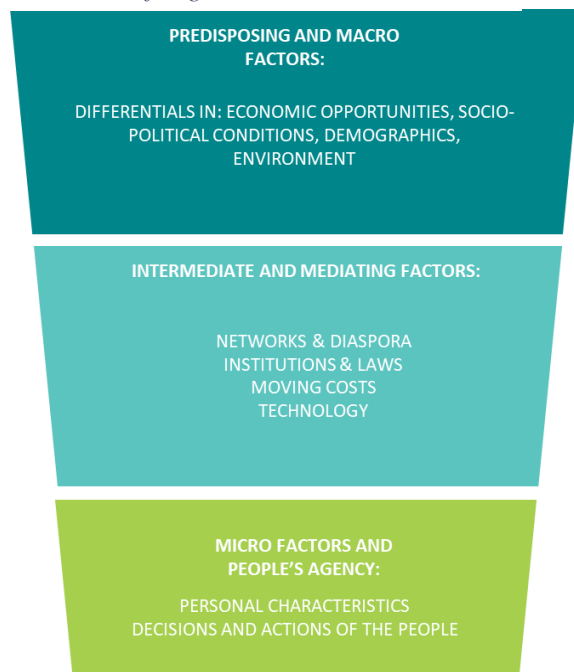 PREDISPOSING AND MACRO
FACTORS:
DIFFERENTIALS IN: ECONOMIC OPPORTUNITIES, SOCIO-
POLITICAL CONDITIONS, DEMOGRAPHICS,
ENVIRONMENT
INTERMEDIATE AND MEDIATING FACTORS:
NETWORKS & DIASPORA
INSTITUTIONS & LAWS
MOVING COSTS
TECHNOLOGY
MICRO FACTORS AND
PEOPLE'S AGENCY:
PERSONAL CHARACTERISTICS
DECISIONS AND ACTIONS OF THE PEOPLE